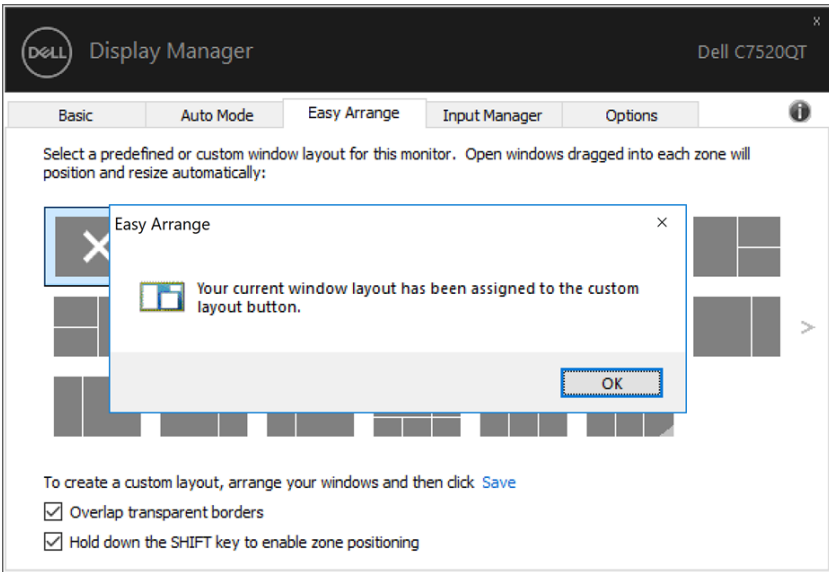 x
DELL Display Manager
Dell C7520QT
Basic
Auto Mode
Easy Arrange
Input Manager
Options
i
Select a predefined or custom window layout for this monitor. Open windows dragged into each zone will
position and resize automatically:
Easy Arrange
Your current window layout has been assigned to the custom
layout button.
OK
To create a custom layout, arrange your windows and then click Save
Overlap transparent borders
Hold down the SHIFT key to enable zone positioning